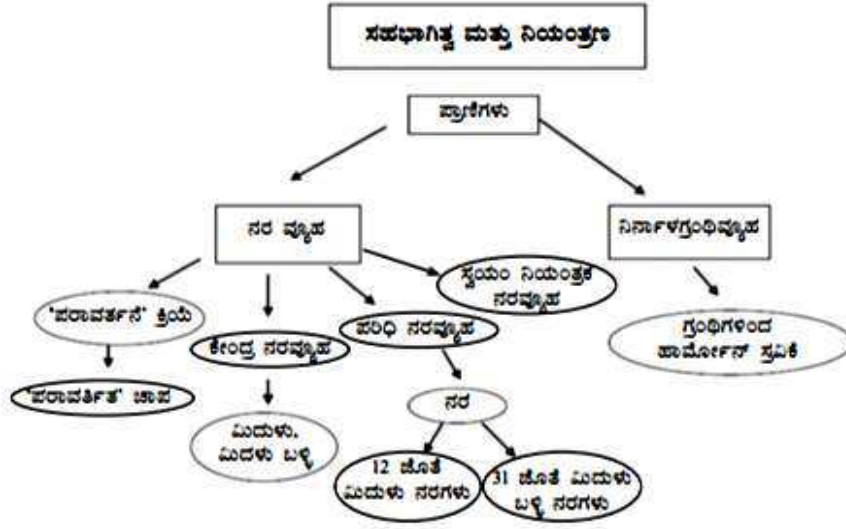 ಸಹಭಾಗಿತ್ವ ಮತ್ತು ನಿಯಂತ್ರಣ
ಪ್ರಾಣಿಗಳು
ನರ ವ್ಯೂಹ
ನಿರ್ನಾಳಗ್ರಂಥಿವ್ಯೂಹ
ಸ್ವಯಂ ನಿಯಂತ್ರಕ
ನರವ್ಯೂಹ
'ಪರಾವರ್ತನೆ' ಕ್ರಿಯೆ
ಕೇಂದ್ರ ನರವ್ಯೂಹ
ಪರಿಧಿ ನರವ್ಯೂಹ
ಗ್ರಂಥಿಗಳಿಂದ
ಹಾರ್ಮೋನ್ ಸ್ರವಿಕೆ
'ಪರಾವರ್ತಿತ' ಚಾಪ
ಮಿದುಳು,
ಮಿದಳು ಬಳ್ಳಿ
ನರ
12 ಜೊತೆ
ಮಿದುಳು ನರಗಳು
31 ಜೊತೆ ಮಿದುಳು
ಬಳ್ಳಿ ನರಗಳು